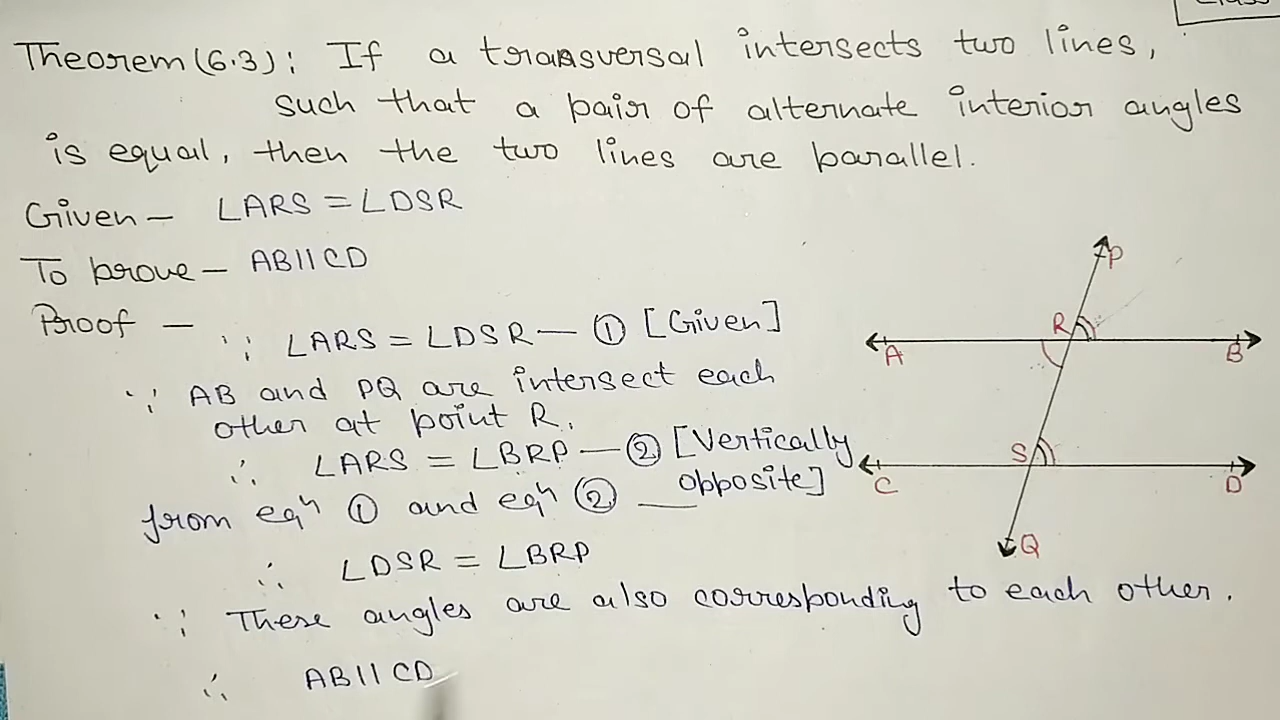 Class
Theorem (6.3): If a transversal intersects two lines,
such that a pair of alternate interior angles
is equal, then the two lines are parallel.
Given – ∠ARS = ∠DSR
To prove – AB || CD
Proof –
∵ ∠ARS = ∠DSR — ① [Given]
∵ AB and PQ are intersect each
other at point R.
∴ ∠ARS = ∠BRP — ② [Vertically
opposite]
from eqⁿ ① and eqⁿ ② —
∴ ∠DSR = ∠BRP
∵ These angles are also corresponding to each other.
∴ AB || CD
P
R
A
B
S
C
D
Q